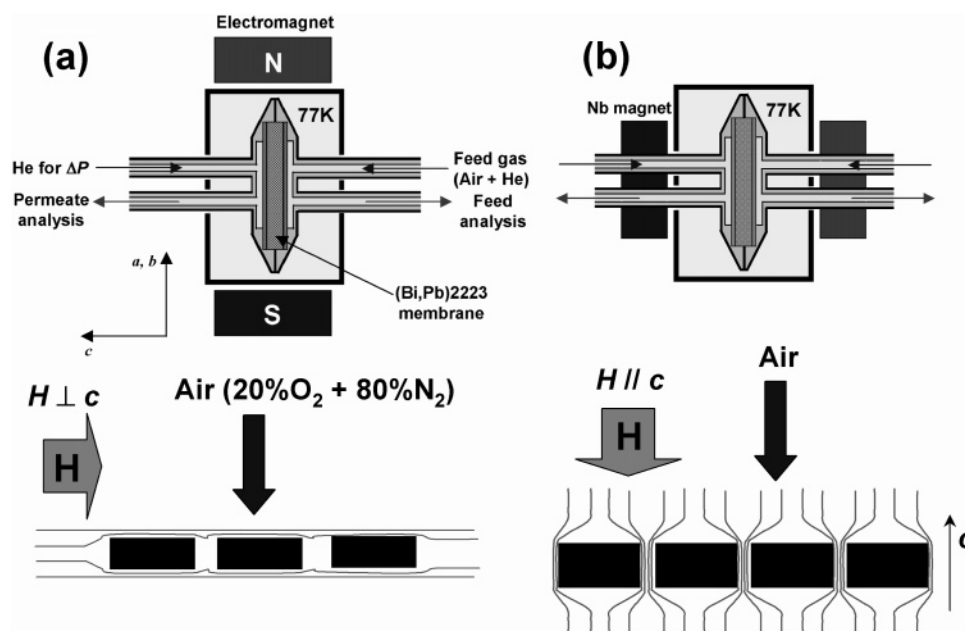 Electromagnet
(a)
N
77K
He for ΔP
Permeate
analysis
Feed gas
(Air + He)
Feed
analysis
a, b
c
(Bi,Pb)2223
membrane
S
H ⊥ c
Air (20%O₂ + 80%N₂)
H
(b)
Nb magnet
77K
H // c
Air
H
c